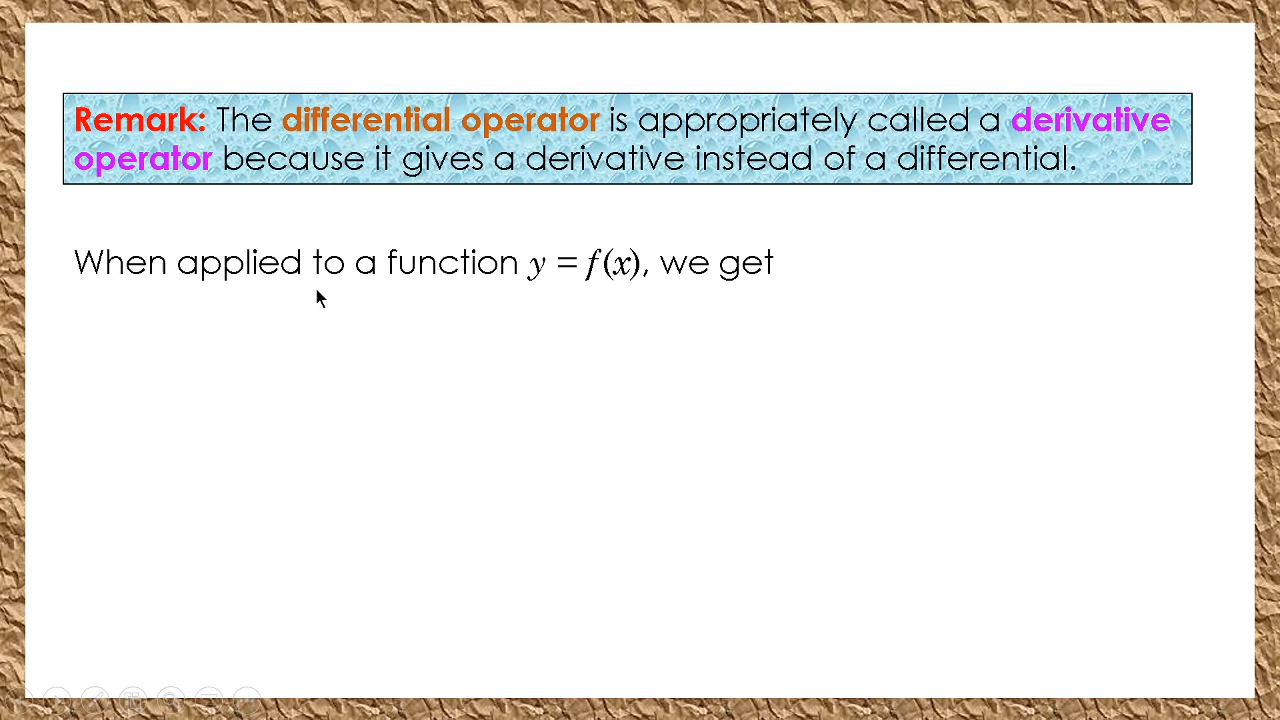 Remark: The differential operator is appropriately called a derivative
operator because it gives a derivative instead of a differential.
When applied to a function y = f(x), we get